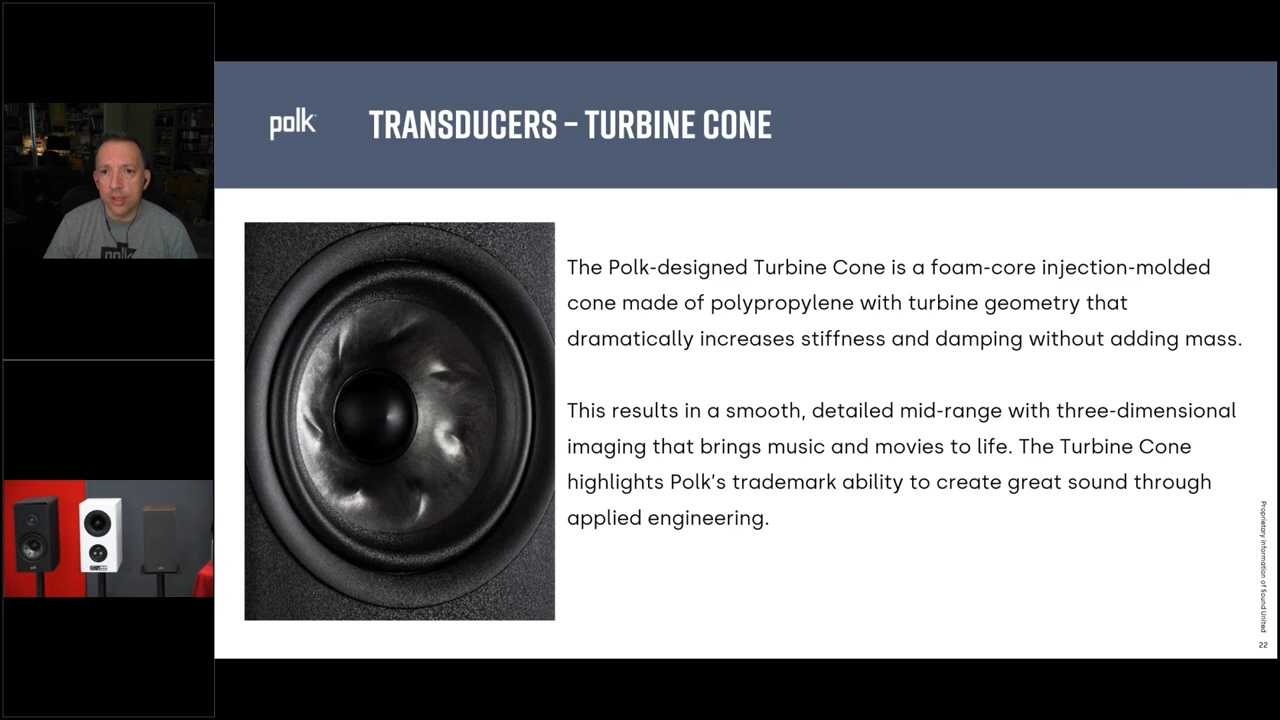 polk
TRANSDUCERS – TURBINE CONE
The Polk-designed Turbine Cone is a foam-core injection-molded
cone made of polypropylene with turbine geometry that
dramatically increases stiffness and damping without adding mass.
This results in a smooth, detailed mid-range with three-dimensional
imaging that brings music and movies to life. The Turbine Cone
highlights Polk’s trademark ability to create great sound through
applied engineering.
Proprietary information of Sound United
22
polk